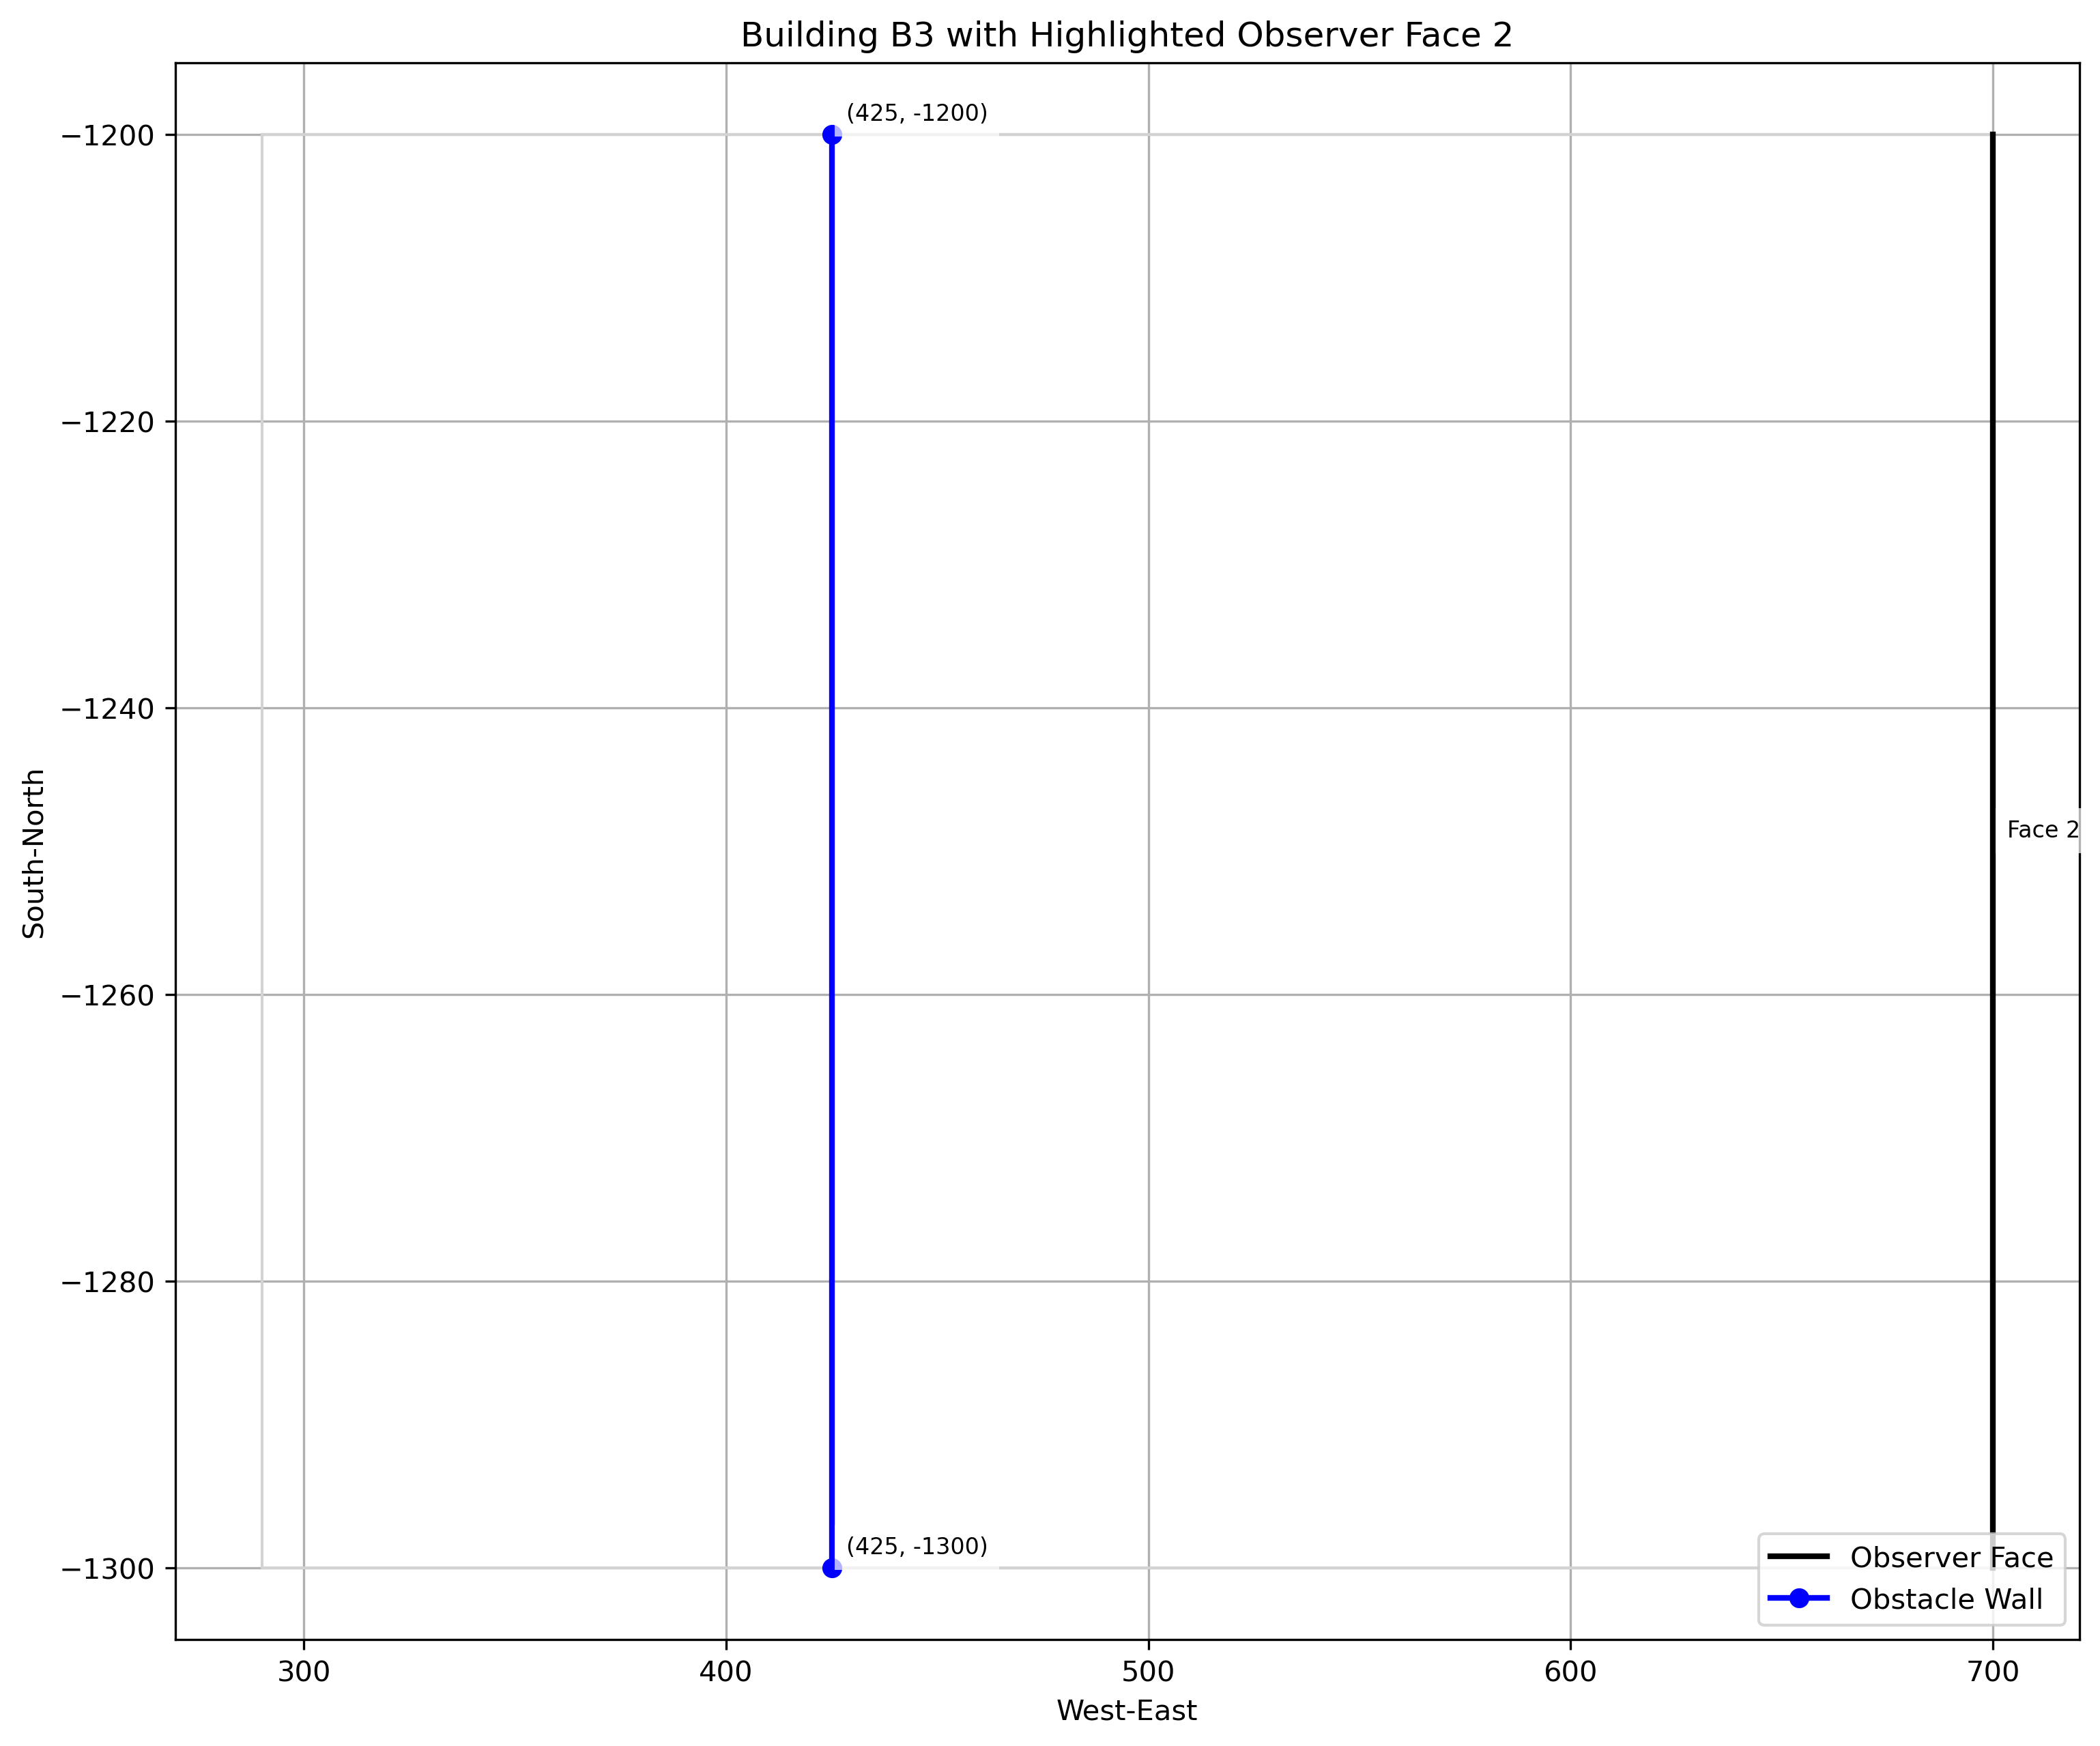 Building B3 with Highlighted Observer Face 2
(425, -1200)
−1200
−1220
−1240
Face 2
South-North
−1260
−1280
(425, -1300)
−1300
Observer Face
Obstacle Wall
300
400
500
600
700
West-East